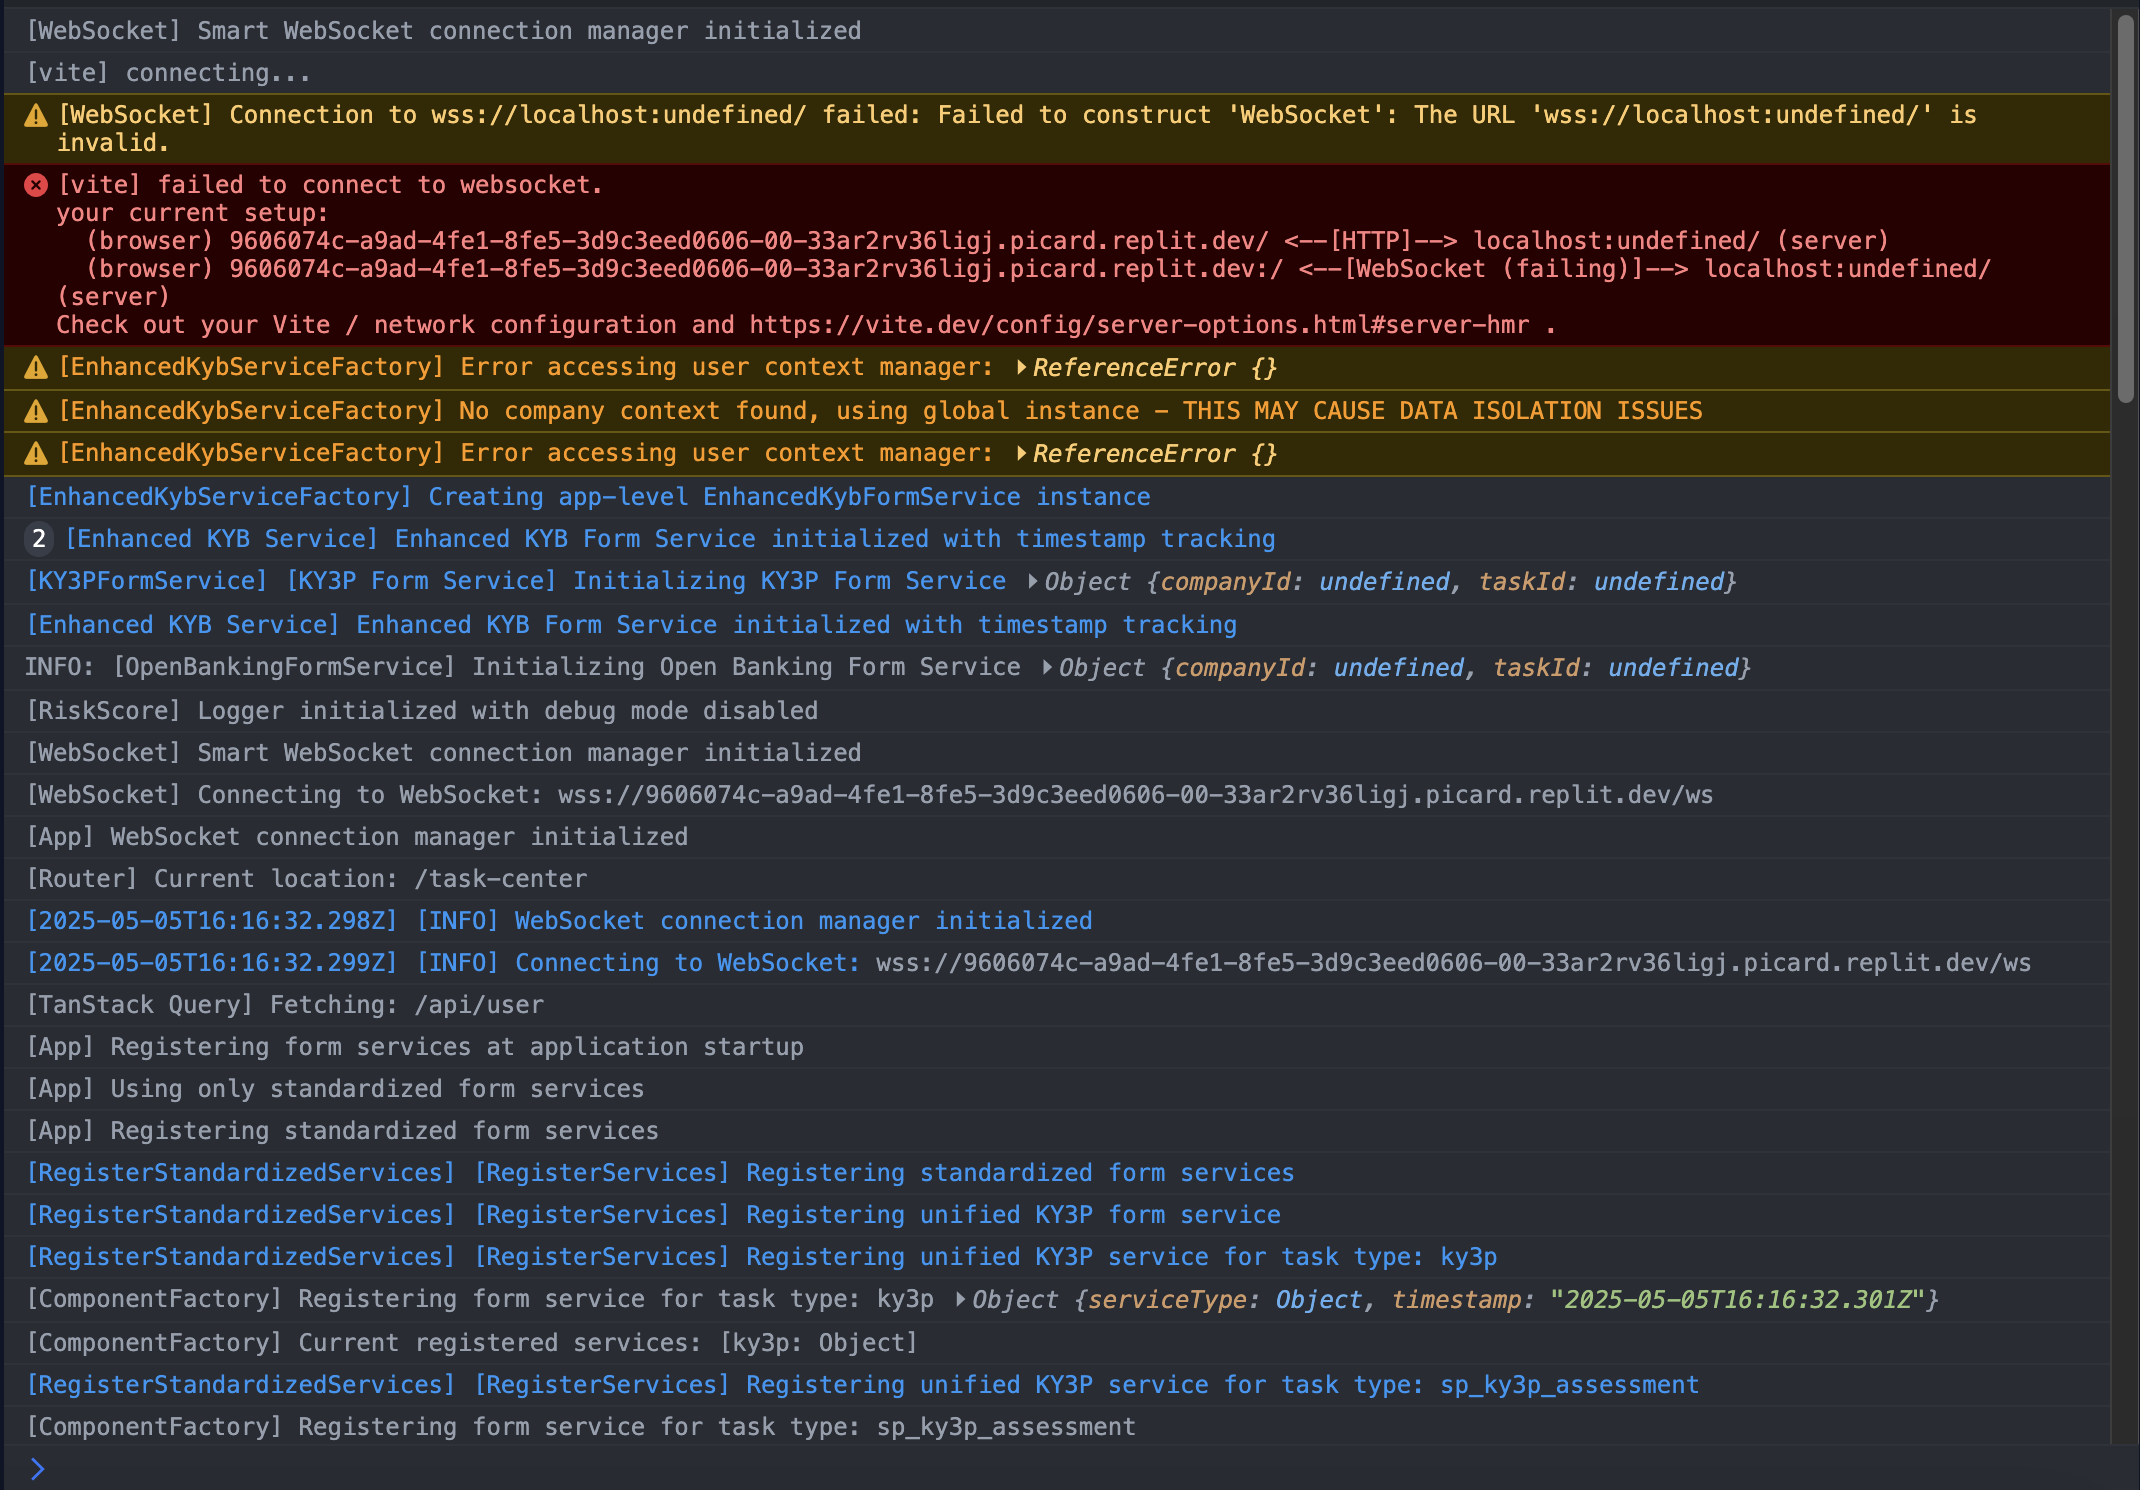 [WebSocket] Smart WebSocket connection manager initialized
[vite] connecting...
[WebSocket] Connection to wss://localhost:undefined/ failed: Failed to construct 'WebSocket': The URL 'wss://localhost:undefined/' is
invalid.
[vite] failed to connect to websocket.
your current setup:
(browser) 9606074c-a9ad-4fe1-8fe5-3d9c3eed0606-00-33ar2rv36ligj.picard.replit.dev/ <--[HTTP]--> localhost:undefined/ (server)
(browser) 9606074c-a9ad-4fe1-8fe5-3d9c3eed0606-00-33ar2rv36ligj.picard.replit.dev:/ <--[WebSocket (failing)]--> localhost:undefined/
(server)
Check out your Vite / network configuration and https://vite.dev/config/server-options.html#server-hmr .
[EnhancedKybServiceFactory] Error accessing user context manager: ReferenceError {}
[EnhancedKybServiceFactory] No company context found, using global instance - THIS MAY CAUSE DATA ISOLATION ISSUES
[EnhancedKybServiceFactory] Error accessing user context manager: ReferenceError {}
[EnhancedKybServiceFactory] Creating app-level EnhancedKybFormService instance
2 [Enhanced KYB Service] Enhanced KYB Form Service initialized with timestamp tracking
[KY3PFormService] [KY3P Form Service] Initializing KY3P Form Service Object {companyId: undefined, taskId: undefined}
[Enhanced KYB Service] Enhanced KYB Form Service initialized with timestamp tracking
INFO: [OpenBankingFormService] Initializing Open Banking Form Service Object {companyId: undefined, taskId: undefined}
[RiskScore] Logger initialized with debug mode disabled
[WebSocket] Smart WebSocket connection manager initialized
[WebSocket] Connecting to WebSocket: wss://9606074c-a9ad-4fe1-8fe5-3d9c3eed0606-00-33ar2rv36ligj.picard.replit.dev/ws
[App] WebSocket connection manager initialized
[Router] Current location: /task-center
[2025-05-05T16:16:32.298Z] [INFO] WebSocket connection manager initialized
[2025-05-05T16:16:32.299Z] [INFO] Connecting to WebSocket: wss://9606074c-a9ad-4fe1-8fe5-3d9c3eed0606-00-33ar2rv36ligj.picard.replit.dev/ws
[TanStack Query] Fetching: /api/user
[App] Registering form services at application startup
[App] Using only standardized form services
[App] Registering standardized form services
[RegisterStandardizedServices] [RegisterServices] Registering standardized form services
[RegisterStandardizedServices] [RegisterServices] Registering unified KY3P form service
[RegisterStandardizedServices] [RegisterServices] Registering unified KY3P service for task type: ky3p
[ComponentFactory] Registering form service for task type: ky3p Object {serviceType: Object, timestamp: "2025-05-05T16:16:32.301Z"}
[ComponentFactory] Current registered services: [ky3p: Object]
[RegisterStandardizedServices] [RegisterServices] Registering unified KY3P service for task type: sp_ky3p_assessment
[ComponentFactory] Registering form service for task type: sp_ky3p_assessment